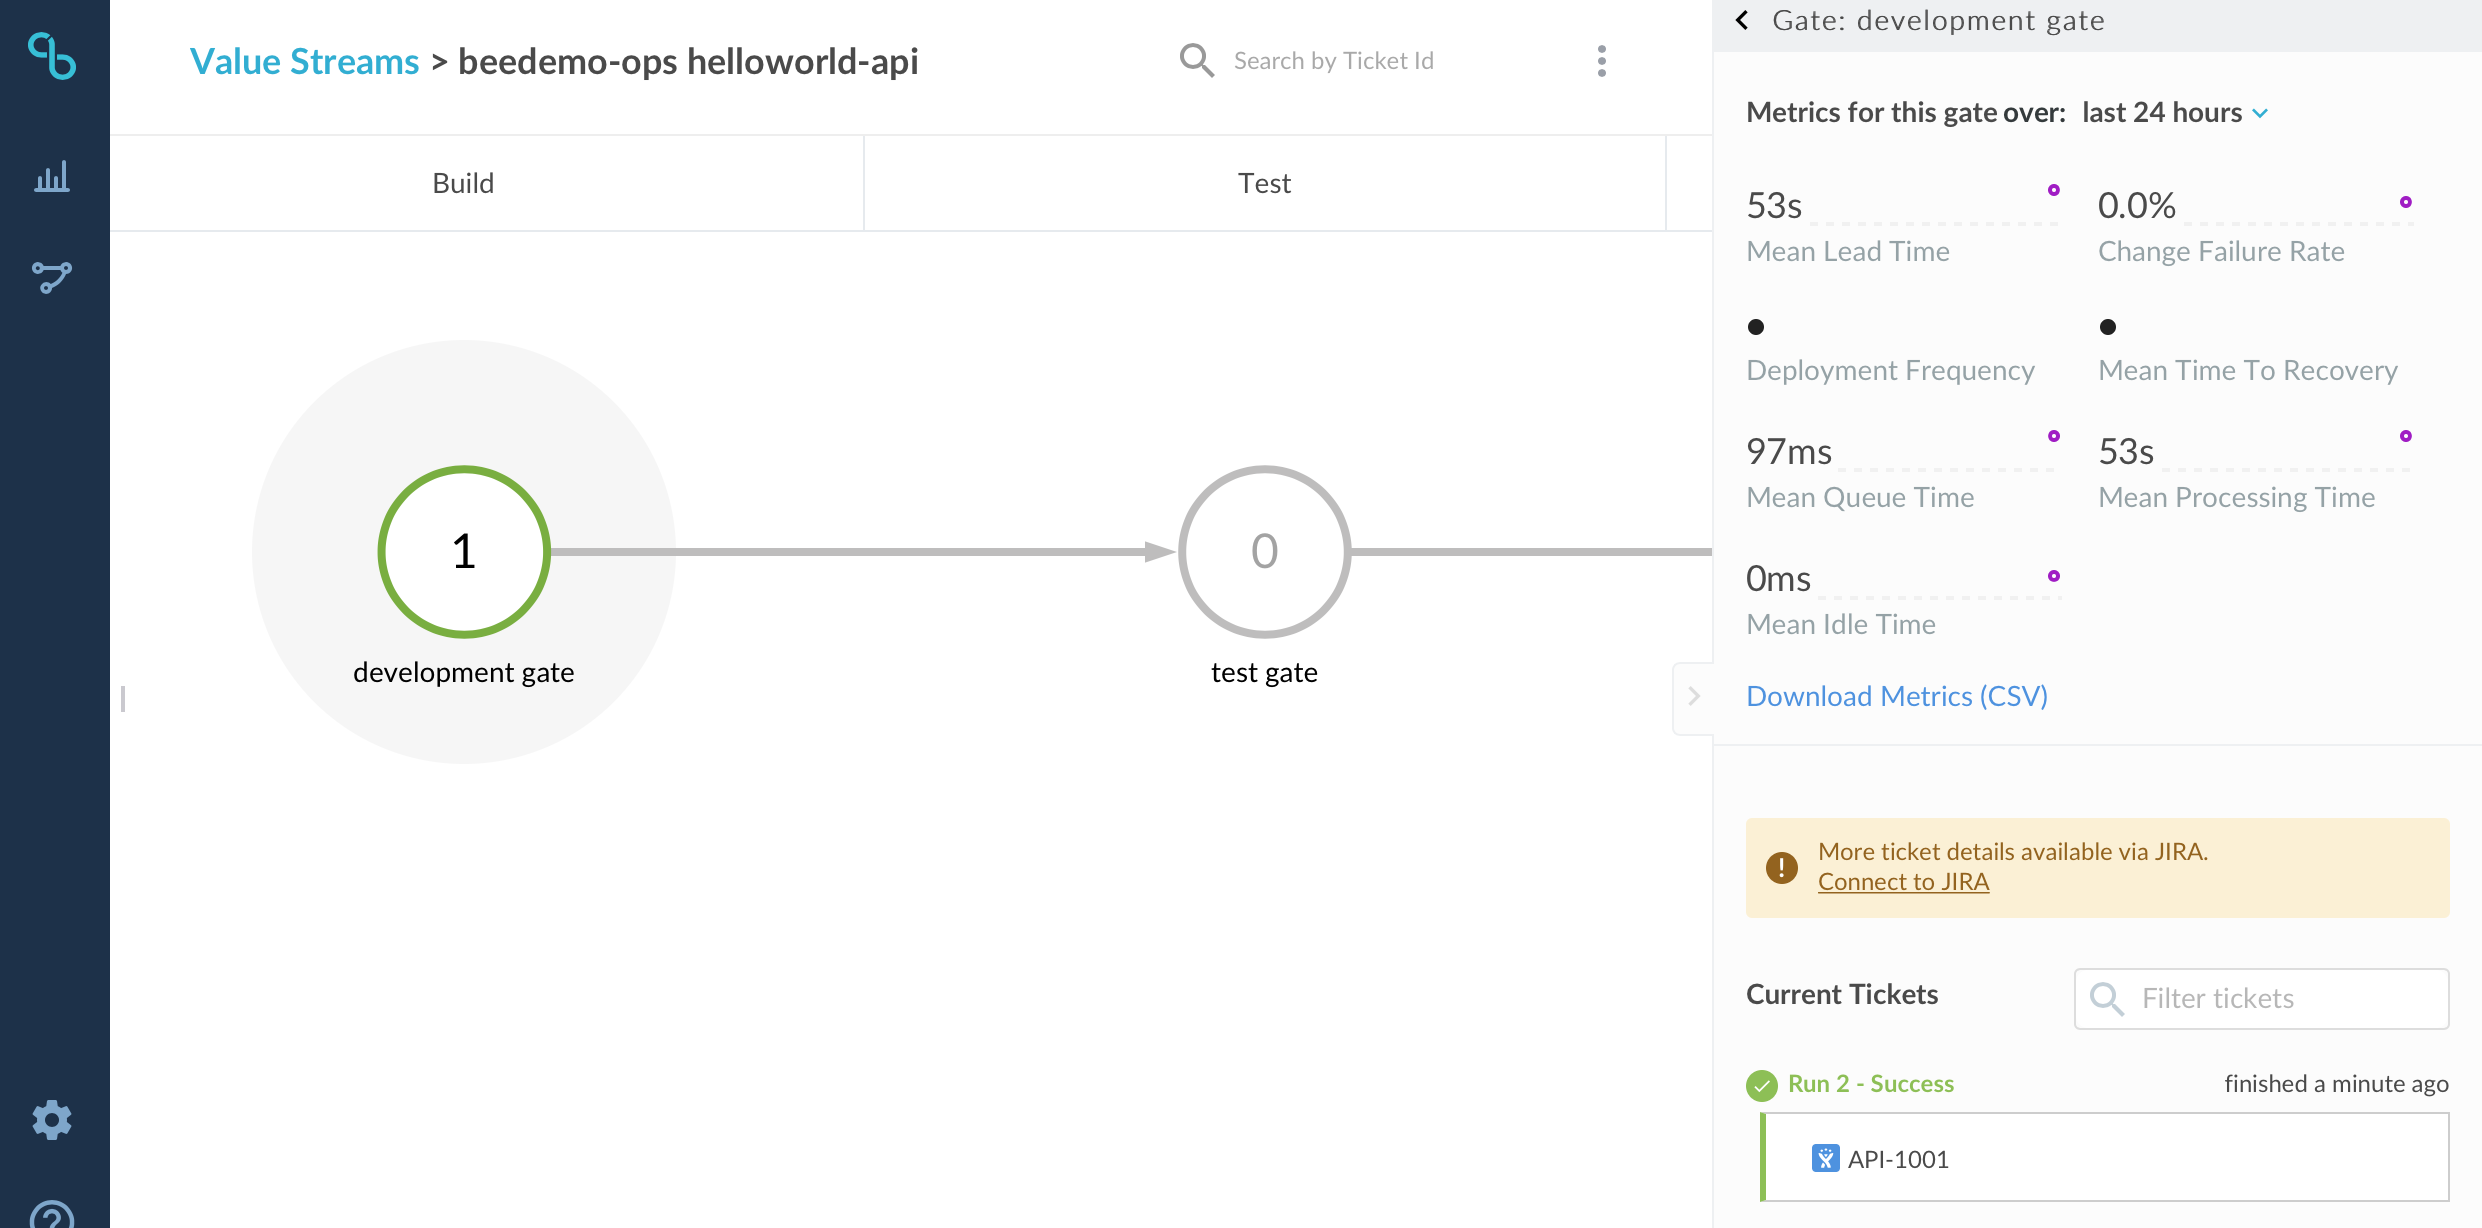 Value Streams > beedemo-ops helloworld-api
Search by Ticket Id
Build
Test
1
development gate
0
test gate
Gate: development gate
Metrics for this gate over: last 24 hours
53s
Mean Lead Time
0.0%
Change Failure Rate
Deployment Frequency
Mean Time To Recovery
97ms
Mean Queue Time
53s
Mean Processing Time
0ms
Mean Idle Time
Download Metrics (CSV)
More ticket details available via JIRA.
Connect to JIRA
Current Tickets
Filter tickets
Run 2 - Success
finished a minute ago
API-1001